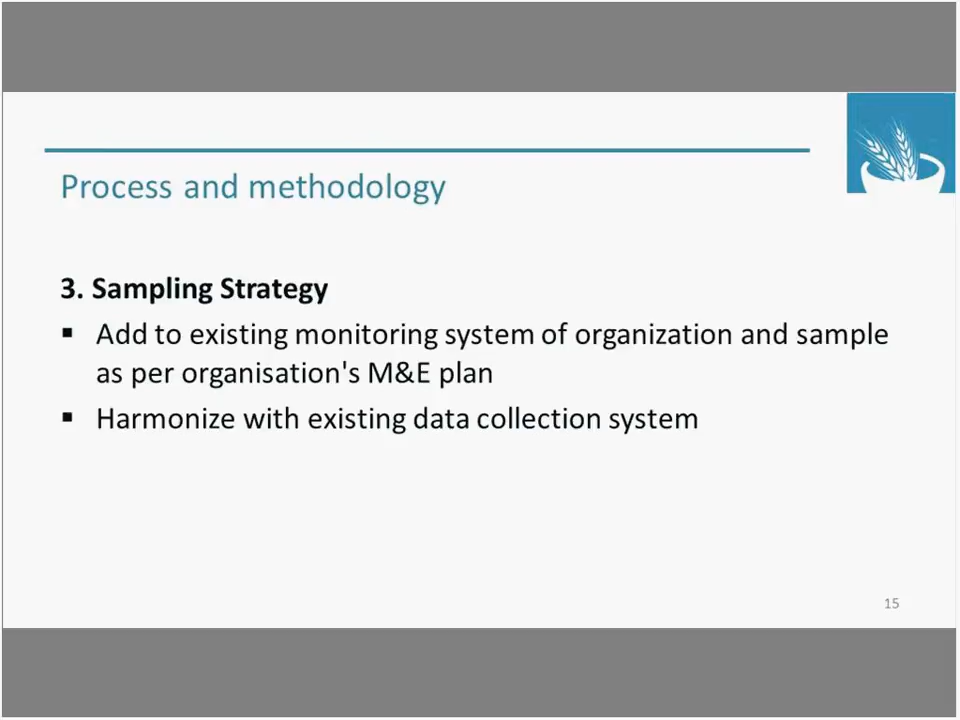 Process and methodology
3. Sampling Strategy
▪ Add to existing monitoring system of organization and sample
as per organisation's M&E plan
▪ Harmonize with existing data collection system
15